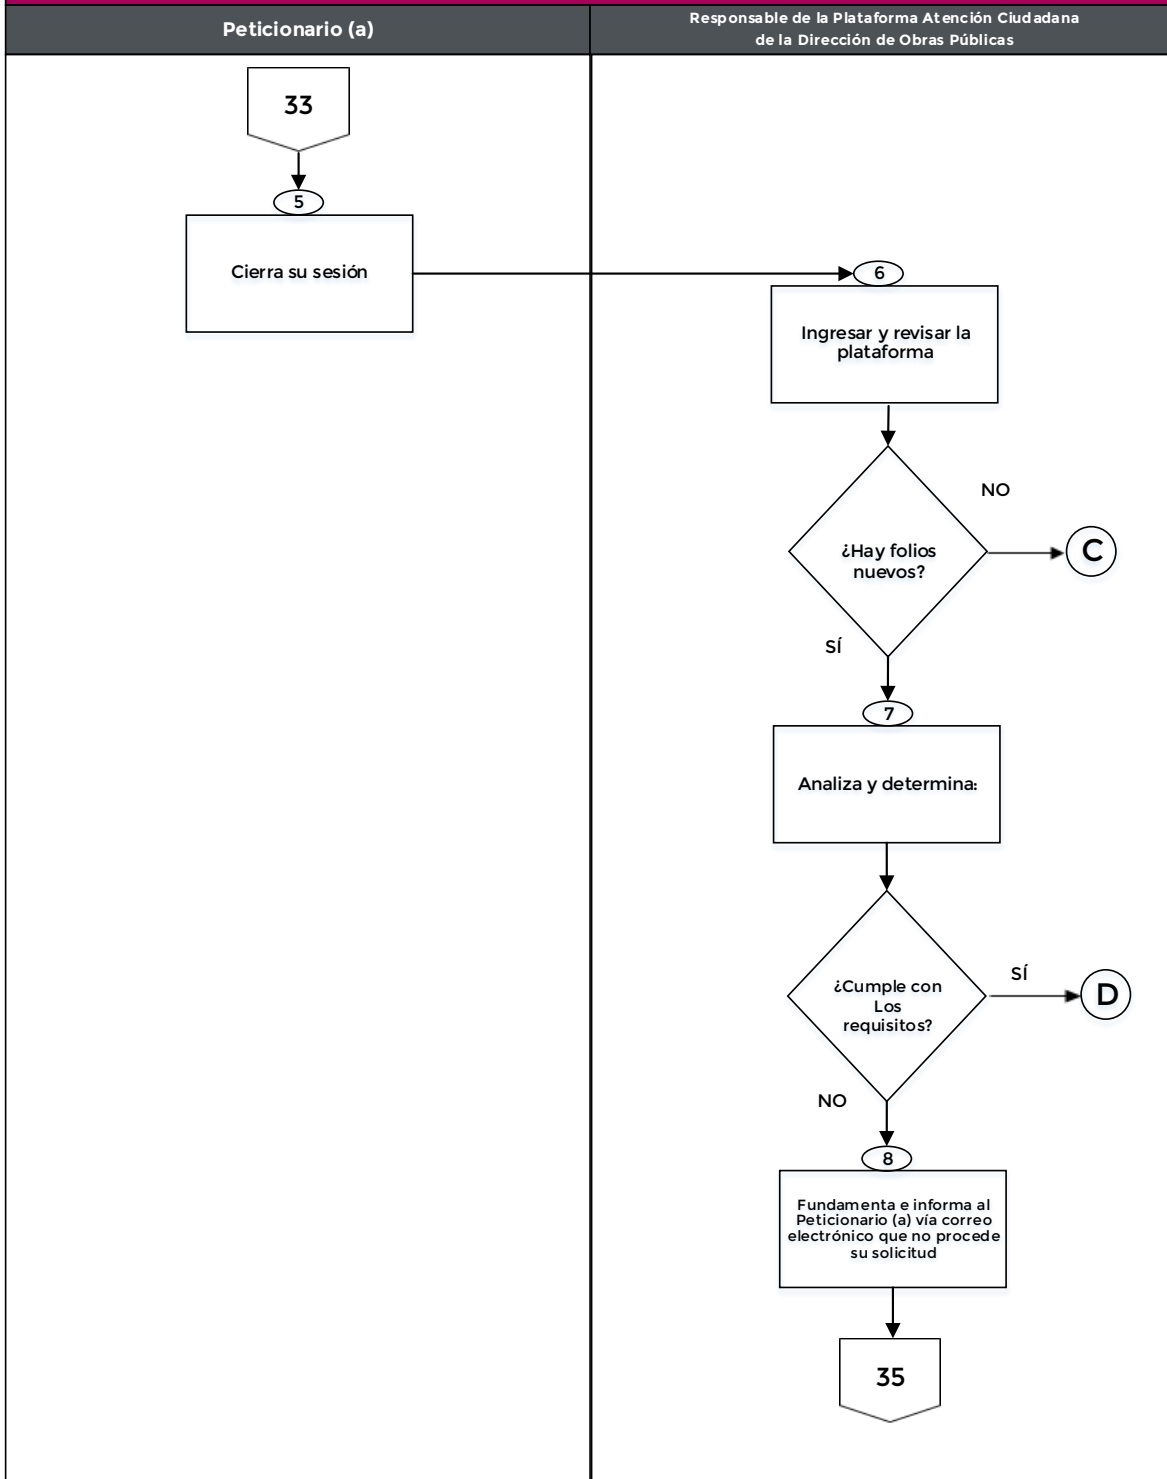 Peticionario (a)
Responsable de la Plataforma Atención Ciudadana
de la Dirección de Obras Públicas
33
5
Cierra su sesión
6
Ingresar y revisar la
plataforma
NO
¿Hay folios
nuevos?
C
SÍ
7
Analiza y determina:
SÍ
¿Cumple con
Los
requisitos?
D
NO
8
Fundamenta e informa al
Peticionario (a) vía correo
electrónico que no procede
su solicitud
35